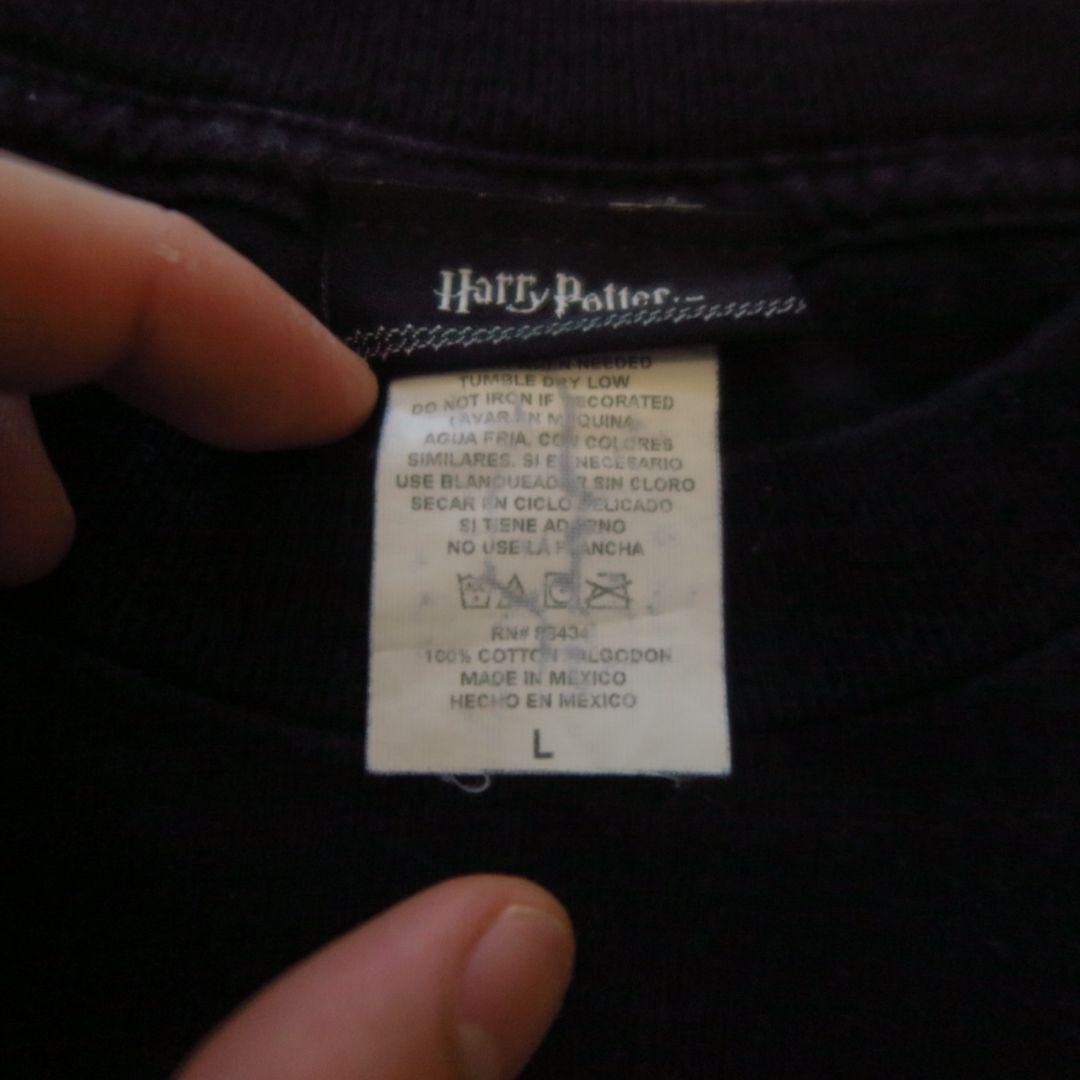 Harry Potter
NEEDED
TUMBLE DRY LOW
DO NOT IRON IF DECORATED
LAVAR EN MAQUINA
AGUA FRIA, CON COLORES
SIMILARES. SI ES NECESARIO
USE BLANQUEADOR SIN CLORO
SECAR EN CICLO DELICADO
SI TIENE ADORNO
NO USE LA PLANCHA
RN#
100% COTTON / ALGODON
MADE IN MEXICO
HECHO EN MEXICO
L